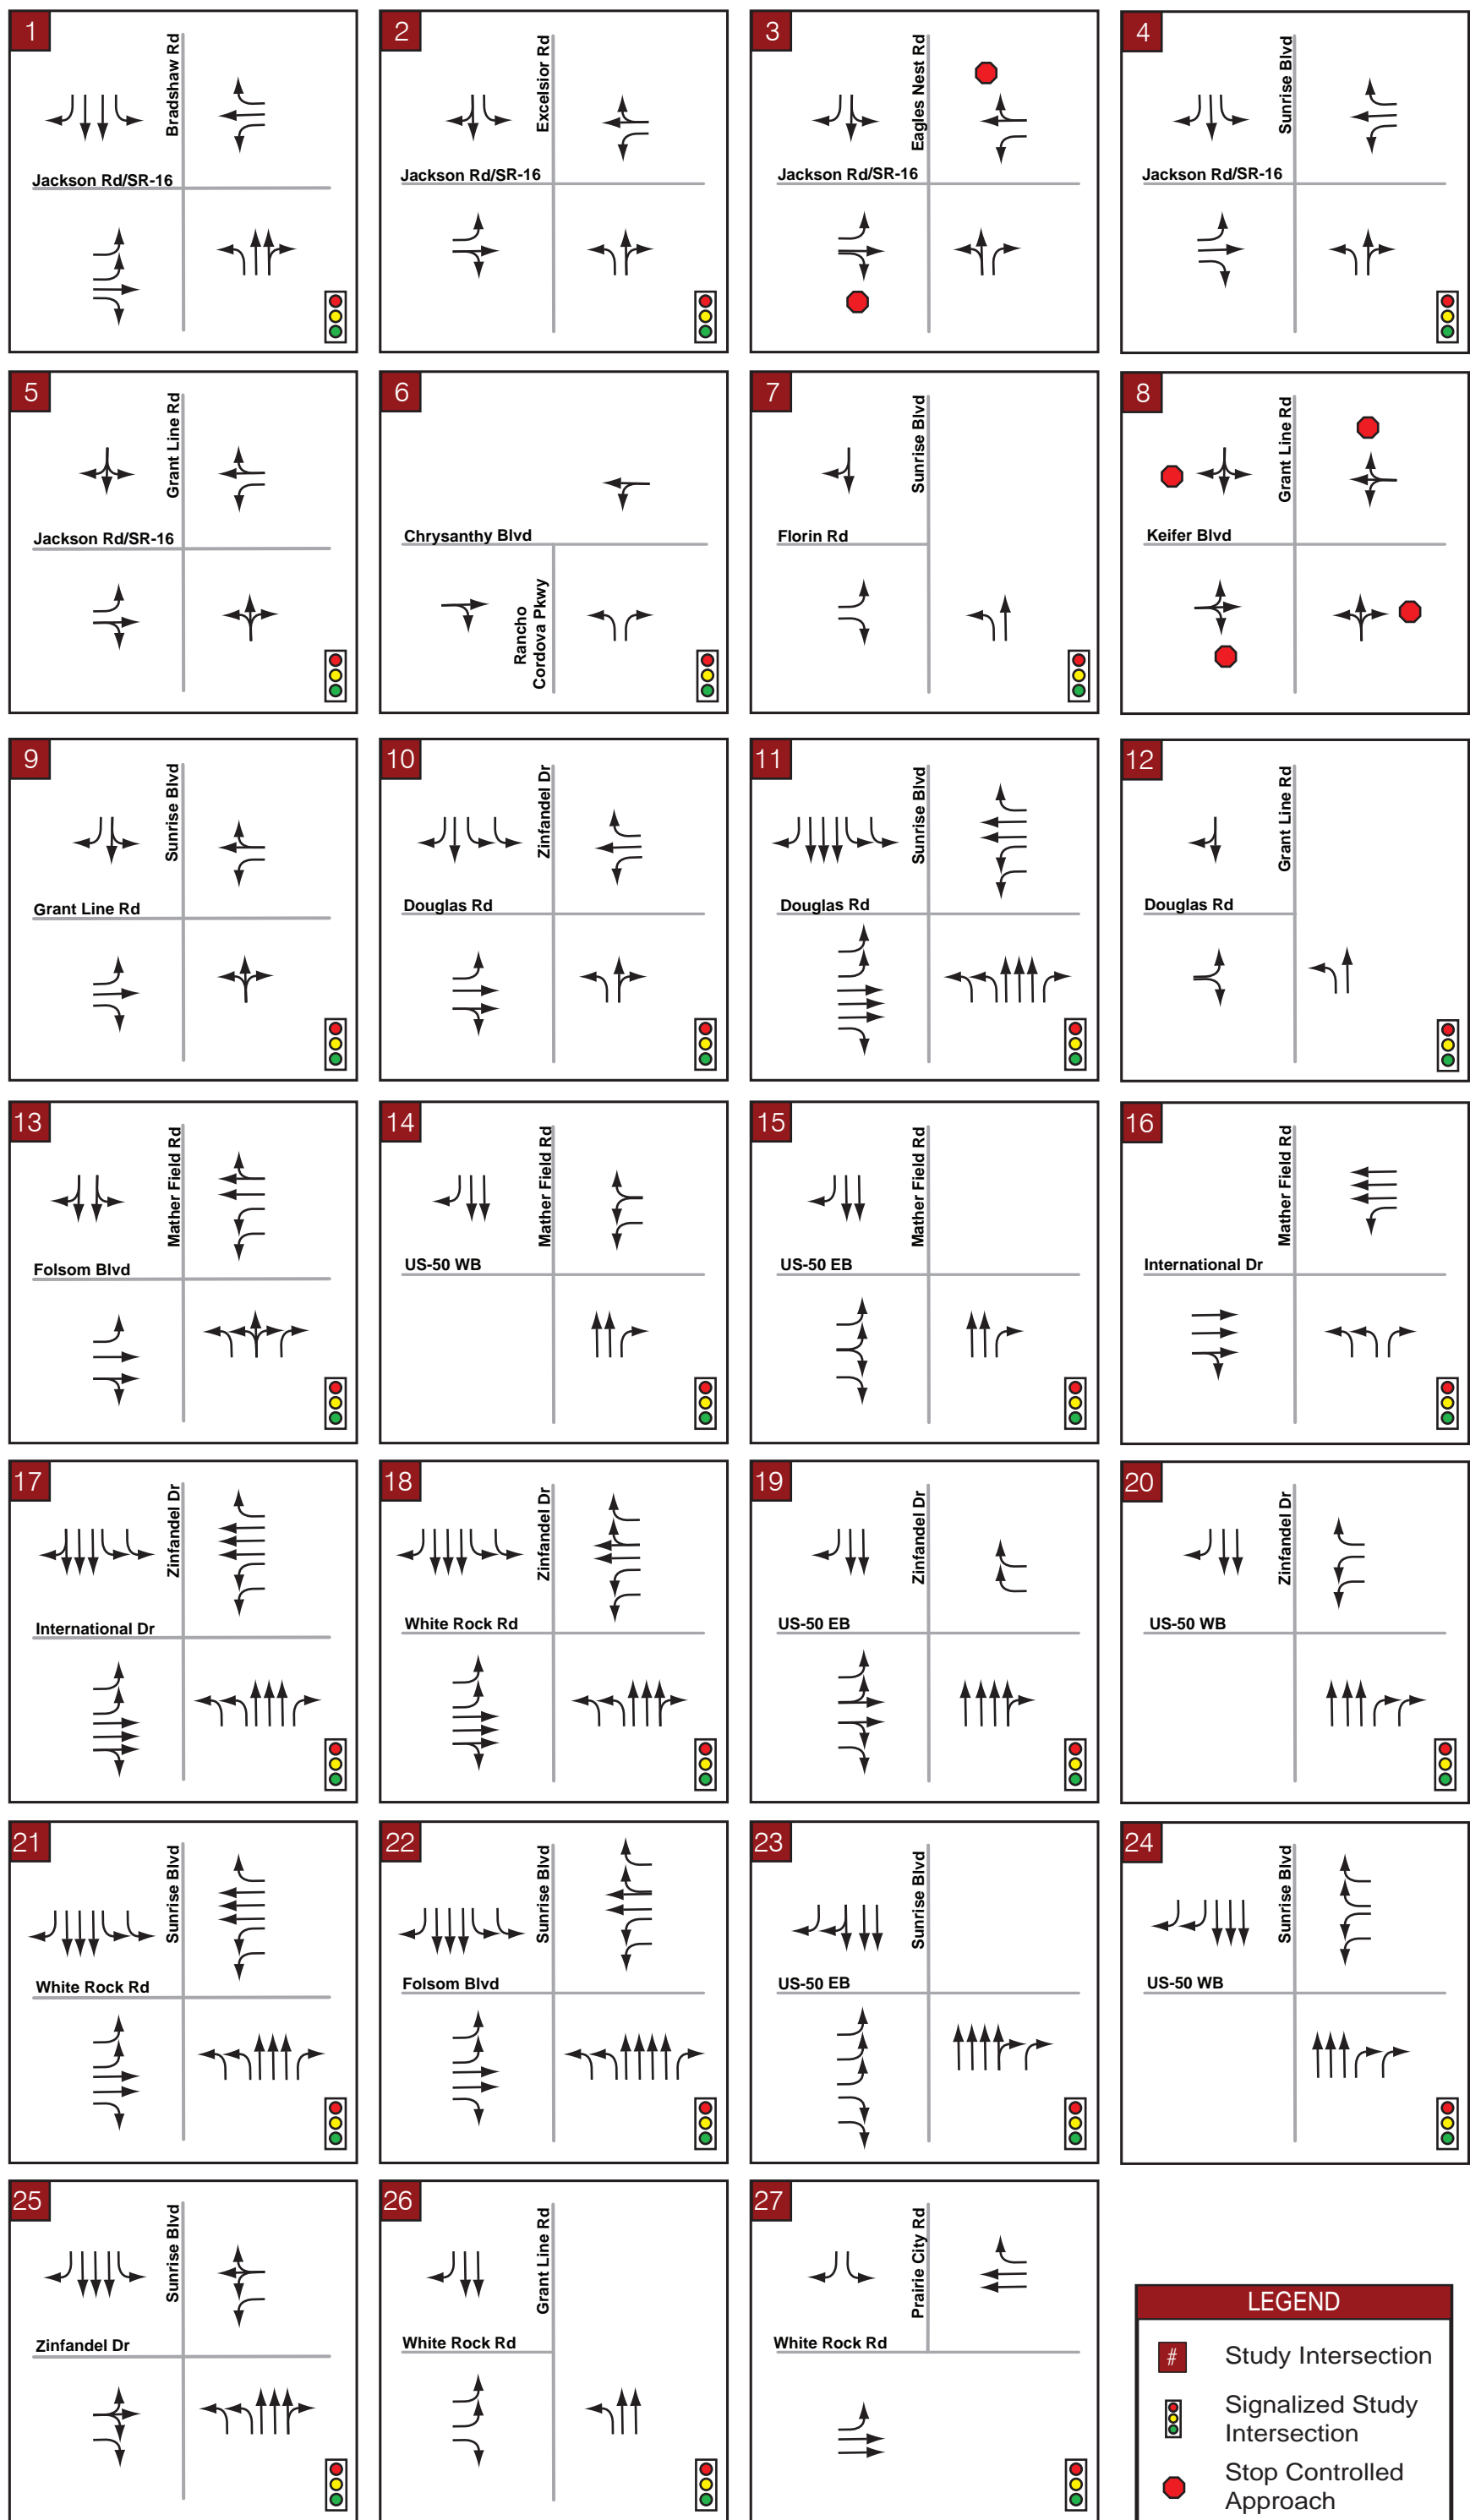 1
Bradshaw Rd
Jackson Rd/SR-16
2
Excelsior Rd
Jackson Rd/SR-16
3
Eagles Nest Rd
Jackson Rd/SR-16
4
Sunrise Blvd
Jackson Rd/SR-16
5
Grant Line Rd
Jackson Rd/SR-16
6
Chrysanthy Blvd
Rancho
Cordova Pkwy
7
Sunrise Blvd
Florin Rd
8
Grant Line Rd
Keifer Blvd
9
Sunrise Blvd
Grant Line Rd
10
Zinfandel Dr
Douglas Rd
11
Sunrise Blvd
Douglas Rd
12
Grant Line Rd
Douglas Rd
13
Mather Field Rd
Folsom Blvd
14
Mather Field Rd
US-50 WB
15
Mather Field Rd
US-50 EB
16
Mather Field Rd
International Dr
17
Zinfandel Dr
International Dr
18
Zinfandel Dr
White Rock Rd
19
Zinfandel Dr
US-50 EB
20
Zinfandel Dr
US-50 WB
21
Sunrise Blvd
White Rock Rd
22
Sunrise Blvd
Folsom Blvd
23
Sunrise Blvd
US-50 EB
24
Sunrise Blvd
US-50 WB
25
Sunrise Blvd
Zinfandel Dr
26
Grant Line Rd
White Rock Rd
27
Prairie City Rd
White Rock Rd
LEGEND
# Study Intersection
Signalized Study
Intersection
Stop Controlled
Approach